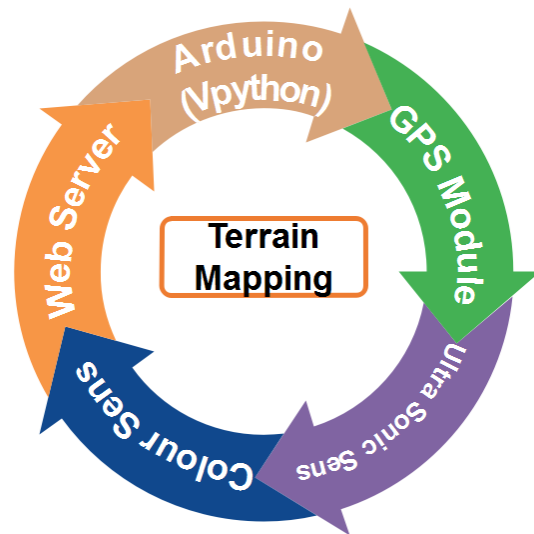 Arduino
(Vpython)
GPS Module
Ultra Sonic Sens
Colour Sens
Web Server
Terrain
Mapping